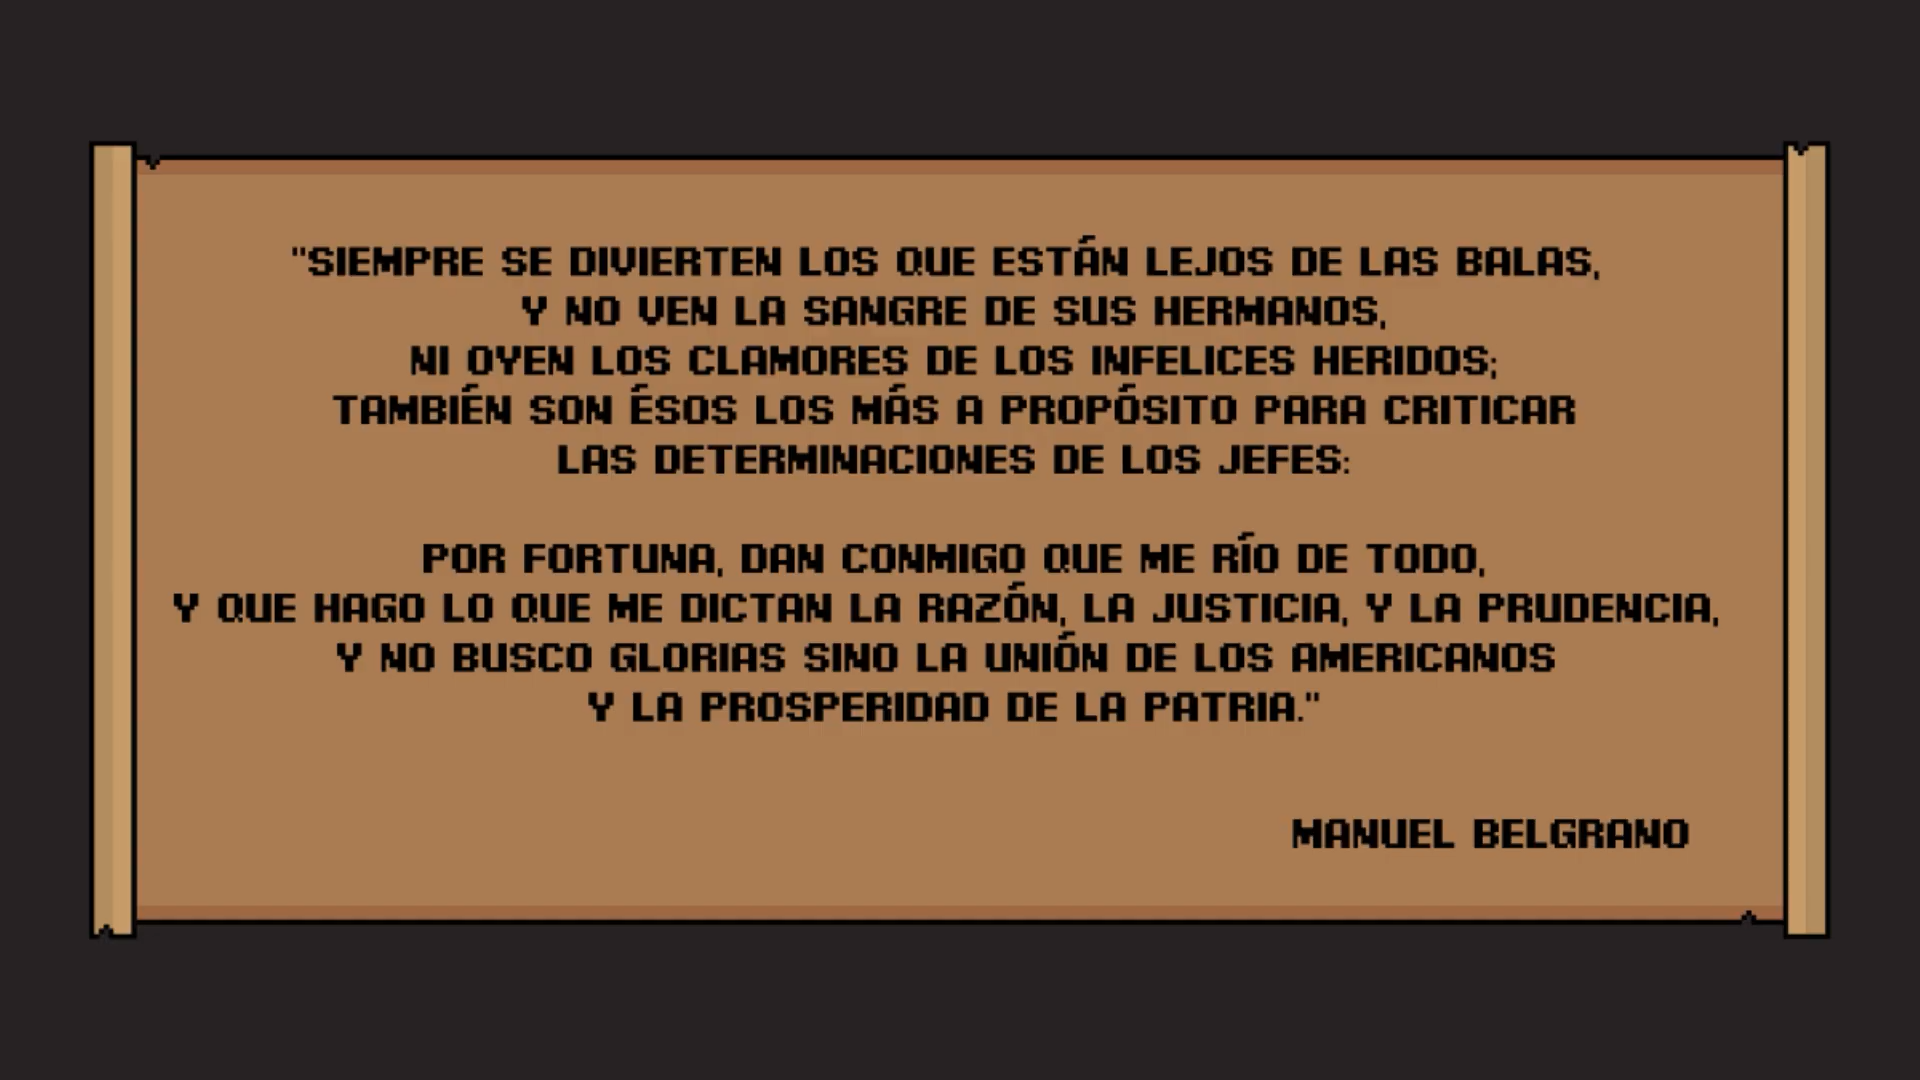 "SIEMPRE SE DIVIERTEN LOS QUE ESTÁN LEJOS DE LAS BALAS,
Y NO VEN LA SANGRE DE SUS HERMANOS,
NI OYEN LOS CLAMORES DE LOS INFELICES HERIDOS;
TAMBIÉN SON ÉSOS LOS MÁS A PROPÓSITO PARA CRITICAR
LAS DETERMINACIONES DE LOS JEFES:
POR FORTUNA, DAN CONMIGO QUE ME RÍO DE TODO,
Y QUE HAGO LO QUE ME DICTAN LA RAZÓN, LA JUSTICIA, Y LA PRUDENCIA,
Y NO BUSCO GLORIAS SINO LA UNIÓN DE LOS AMERICANOS
Y LA PROSPERIDAD DE LA PATRIA."
MANUEL BELGRANO